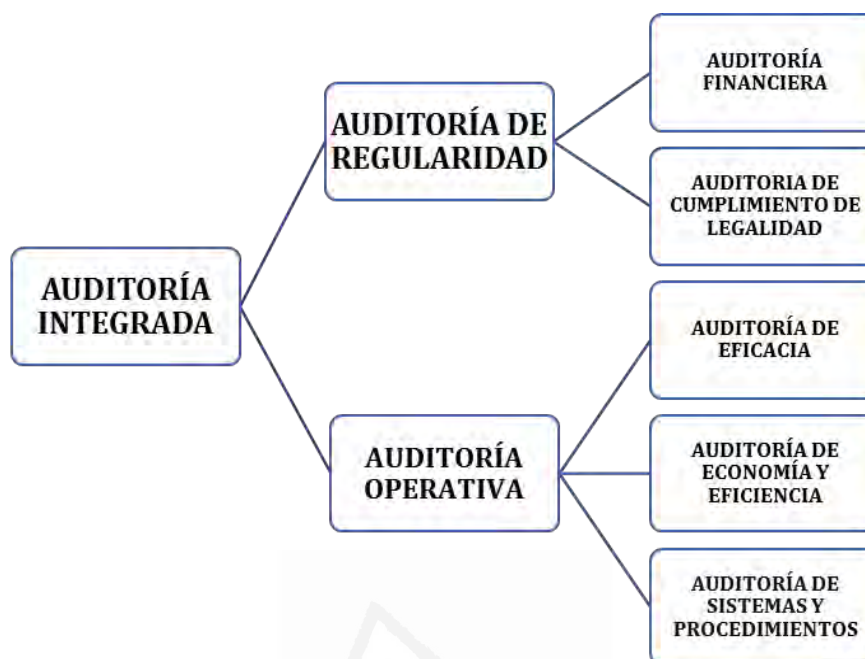 AUDITORÍA
INTEGRADA
AUDITORÍA DE
REGULARIDAD
AUDITORÍA
FINANCIERA
AUDITORIA DE
CUMPLIMIENTO DE
LEGALIDAD
AUDITORÍA
OPERATIVA
AUDITORÍA DE
EFICACIA
AUDITORÍA DE
ECONOMÍA Y
EFICIENCIA
AUDITORÍA DE
SISTEMAS Y
PROCEDIMIENTOS